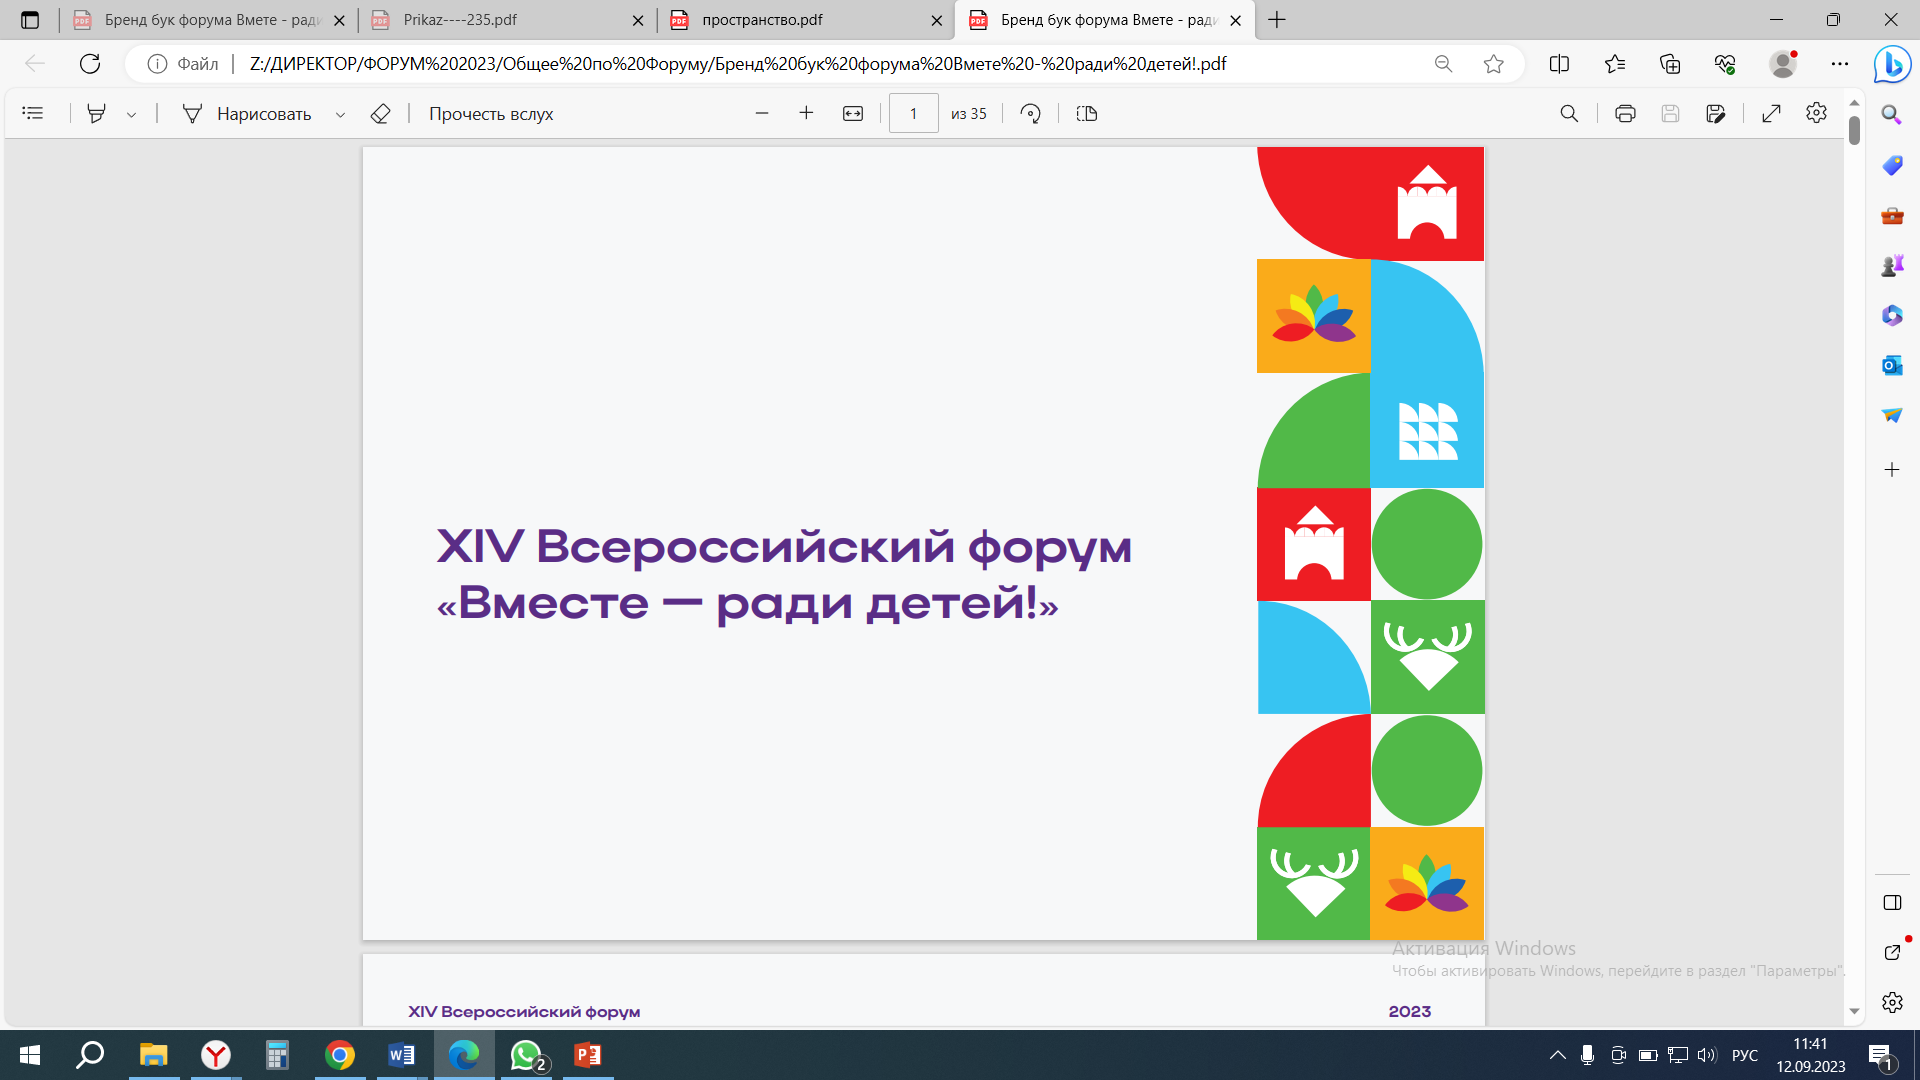 Бренд бук форума Вмете - ради
Prikaz----235.pdf
пространство.pdf
Бренд бук форума Вмете - ради
Файл
Z:/ДИРЕКТОР/ФОРУМ%202023/Общее%20по%20Форуму/Бренд%20бук%20форума%20Вмете%20-%20ради%20детей!.pdf
Нарисовать
Прочесть вслух
1
из 35
XIV Всероссийский форум
«Вместе — ради детей!»
Активация Windows
Чтобы активировать Windows, перейдите в раздел "Параметры".
XIV Всероссийский форум
2023
2
РУС
11:41
12.09.2023
1